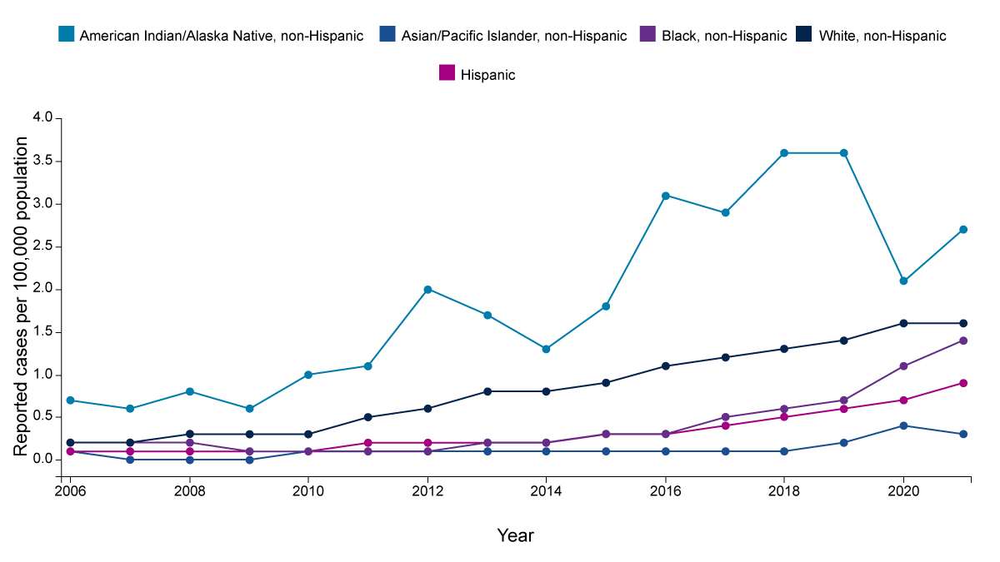 American Indian/Alaska Native, non-Hispanic Asian/Pacific Islander, non-Hispanic Black, non-Hispanic White, non-Hispanic
Hispanic
Reported cases per 100,000 population
4.0
3.5
3.0
2.5
2.0
1.5
1.0
0.5
0.0
2006 2008 2010 2012 2014 2016 2018 2020
Year